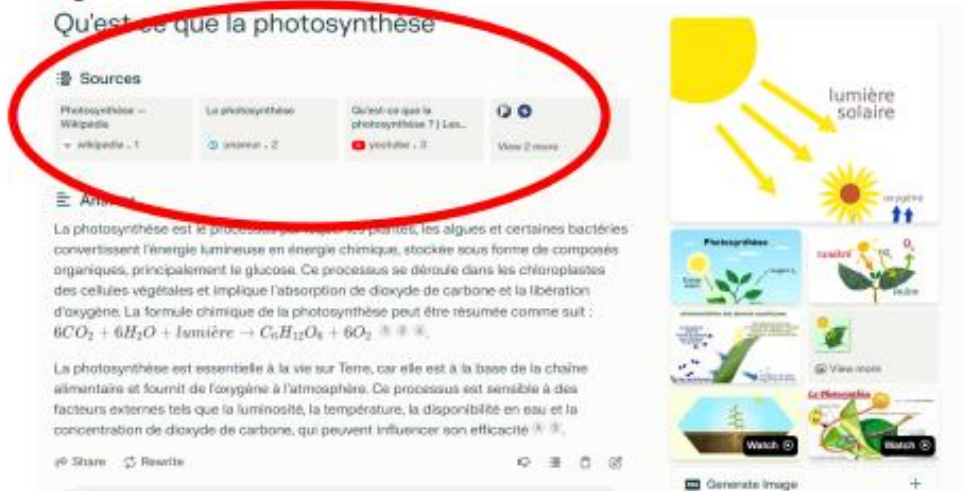 Qu'est-ce que la photosynthèse
Sources
Photosynthèse —
Wikipedia
wikipedia . 1
La photosynthèse
unamur . 2
Qu'est-ce que la
photosynthèse ? | Les...
youtube . 3
View 2 more
La photosynthèse est le processus par lequel les plantes, les algues et certaines bactéries
convertissent l'énergie lumineuse en énergie chimique, stockée sous forme de composés
organiques, principalement le glucose. Ce processus se déroule dans les chloroplastes
des cellules végétales et implique l'absorption de dioxyde de carbone et la libération
d'oxygène. La formule chimique de la photosynthèse peut être résumée comme suit :
6CO₂ + 6H₂O + lumière → C₆H₁₂O₆ + 6O₂
La photosynthèse est essentielle à la vie sur Terre, car elle est à la base de la chaîne
alimentaire et fournit de l'oxygène à l'atmosphère. Ce processus est sensible à des
facteurs externes tels que la luminosité, la température, la disponibilité en eau et la
concentration de dioxyde de carbone, qui peuvent influencer son efficacité
Share
Rewrite
lumière
solaire
oxygène
Photosynthèse
View more
La Photosynthèse
Watch
Watch
Generate Image